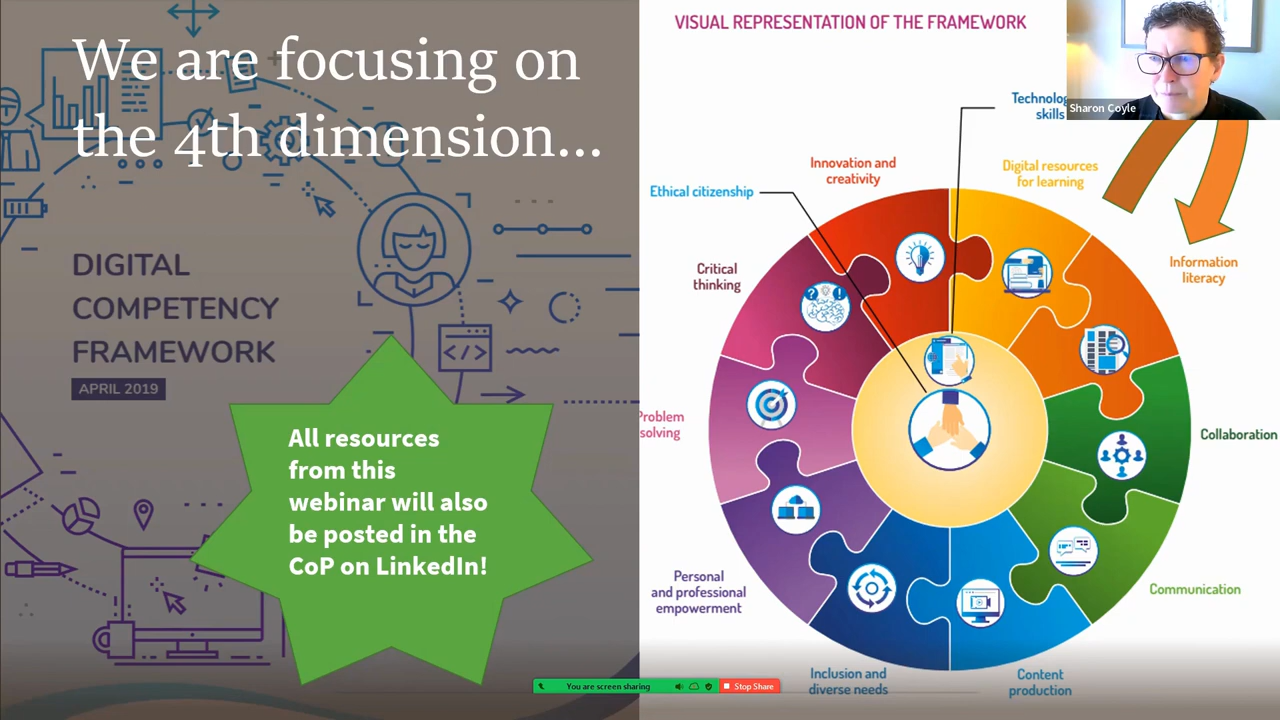 We are focusing on
the 4th dimension...
DIGITAL
COMPETENCY
FRAMEWORK
APRIL 2019
All resources
from this
webinar will also
be posted in the
CoP on LinkedIn!
VISUAL REPRESENTATION OF THE FRAMEWORK
Sharon Coyle
skills
Innovation and
creativity
Digital resources
for learning
Ethical citizenship
Information
literacy
Critical
thinking
Problem
solving
Collaboration
Personal
and professional
empowerment
Communication
Inclusion and
diverse needs
Content
production
You are screen sharing
Stop Share